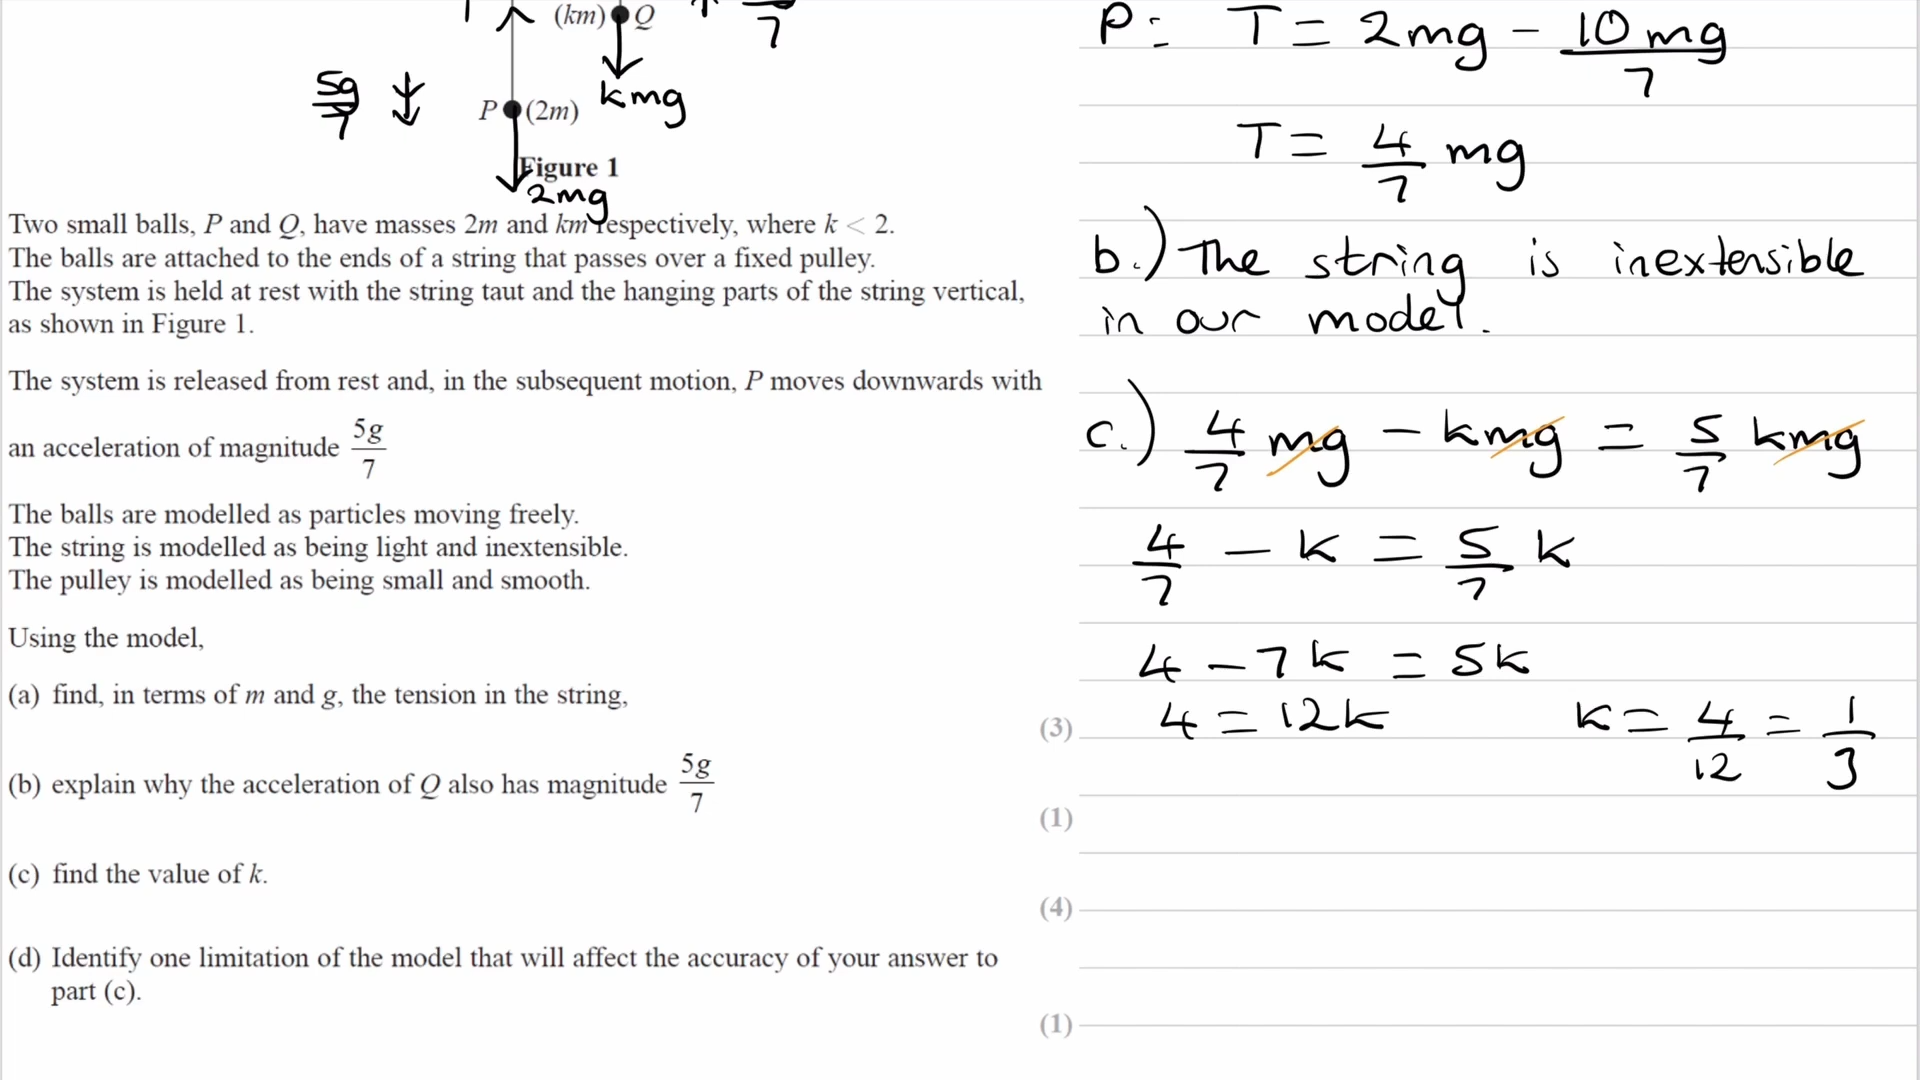 (km) Q
7
kmg
5g
7
P (2m)
Figure 1
2mg
Two small balls, P and Q, have masses 2m and km respectively, where k < 2.
The balls are attached to the ends of a string that passes over a fixed pulley.
The system is held at rest with the string taut and the hanging parts of the string vertical,
as shown in Figure 1.
The system is released from rest and, in the subsequent motion, P moves downwards with
an acceleration of magnitude 5g/7
The balls are modelled as particles moving freely.
The string is modelled as being light and inextensible.
The pulley is modelled as being small and smooth.
Using the model,
(a) find, in terms of m and g, the tension in the string,
(3)
(b) explain why the acceleration of Q also has magnitude 5g/7
(1)
(c) find the value of k.
(4)
(d) Identify one limitation of the model that will affect the accuracy of your answer to
part (c).
(1)
P: T = 2mg - 10mg/7
T = 4/7 mg
b.) The string is inextensible
in our model.
c.) 4/7 mg - kmg = 5/7 kmg
4/7 - k = 5/7 k
4 - 7k = 5k
4 = 12k k = 4/12 = 1/3